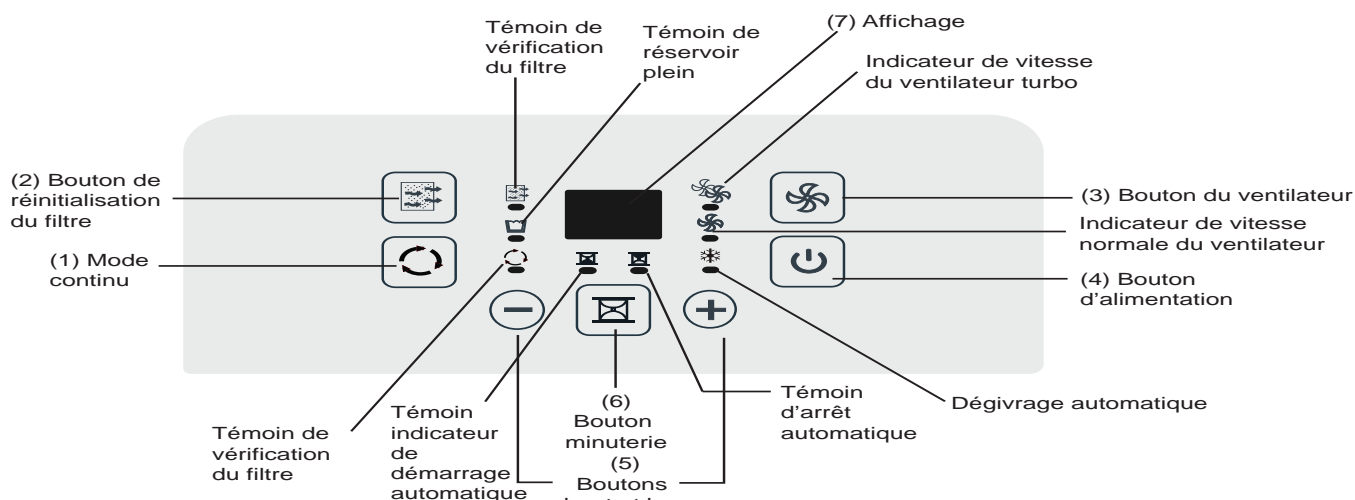 Témoin de
vérification
du filtre
Témoin de
réservoir
plein
(7) Affichage
Indicateur de vitesse
du ventilateur turbo
(2) Bouton de
réinitialisation
du filtre
(3) Bouton du ventilateur
Indicateur de vitesse
normale du ventilateur
(1) Mode
continu
(4) Bouton
d'alimentation
Témoin de
vérification
du filtre
Témoin
indicateur
de
démarrage
automatique
(6)
Bouton
minuterie
(5)
Boutons
Témoin
d'arrêt
automatique
Dégivrage automatique